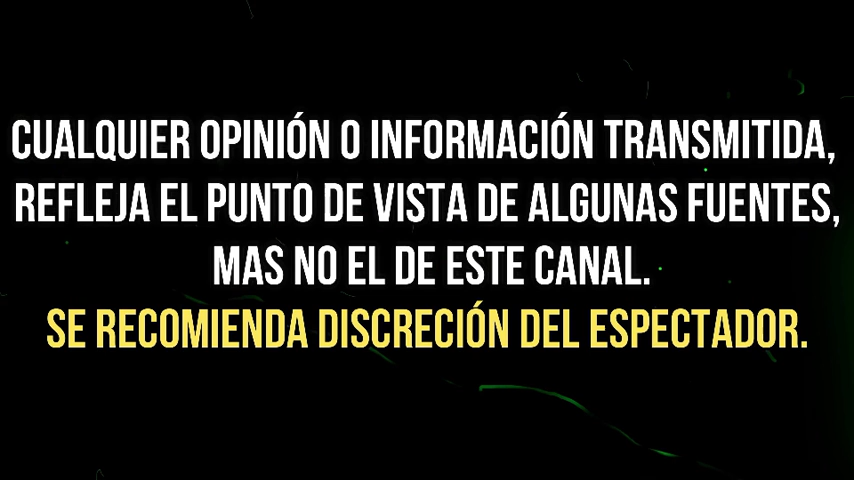 CUALQUIER OPINIÓN O INFORMACIÓN TRANSMITIDA,
REFLEJA EL PUNTO DE VISTA DE ALGUNAS FUENTES,
MAS NO EL DE ESTE CANAL.
SE RECOMIENDA DISCRECIÓN DEL ESPECTADOR.